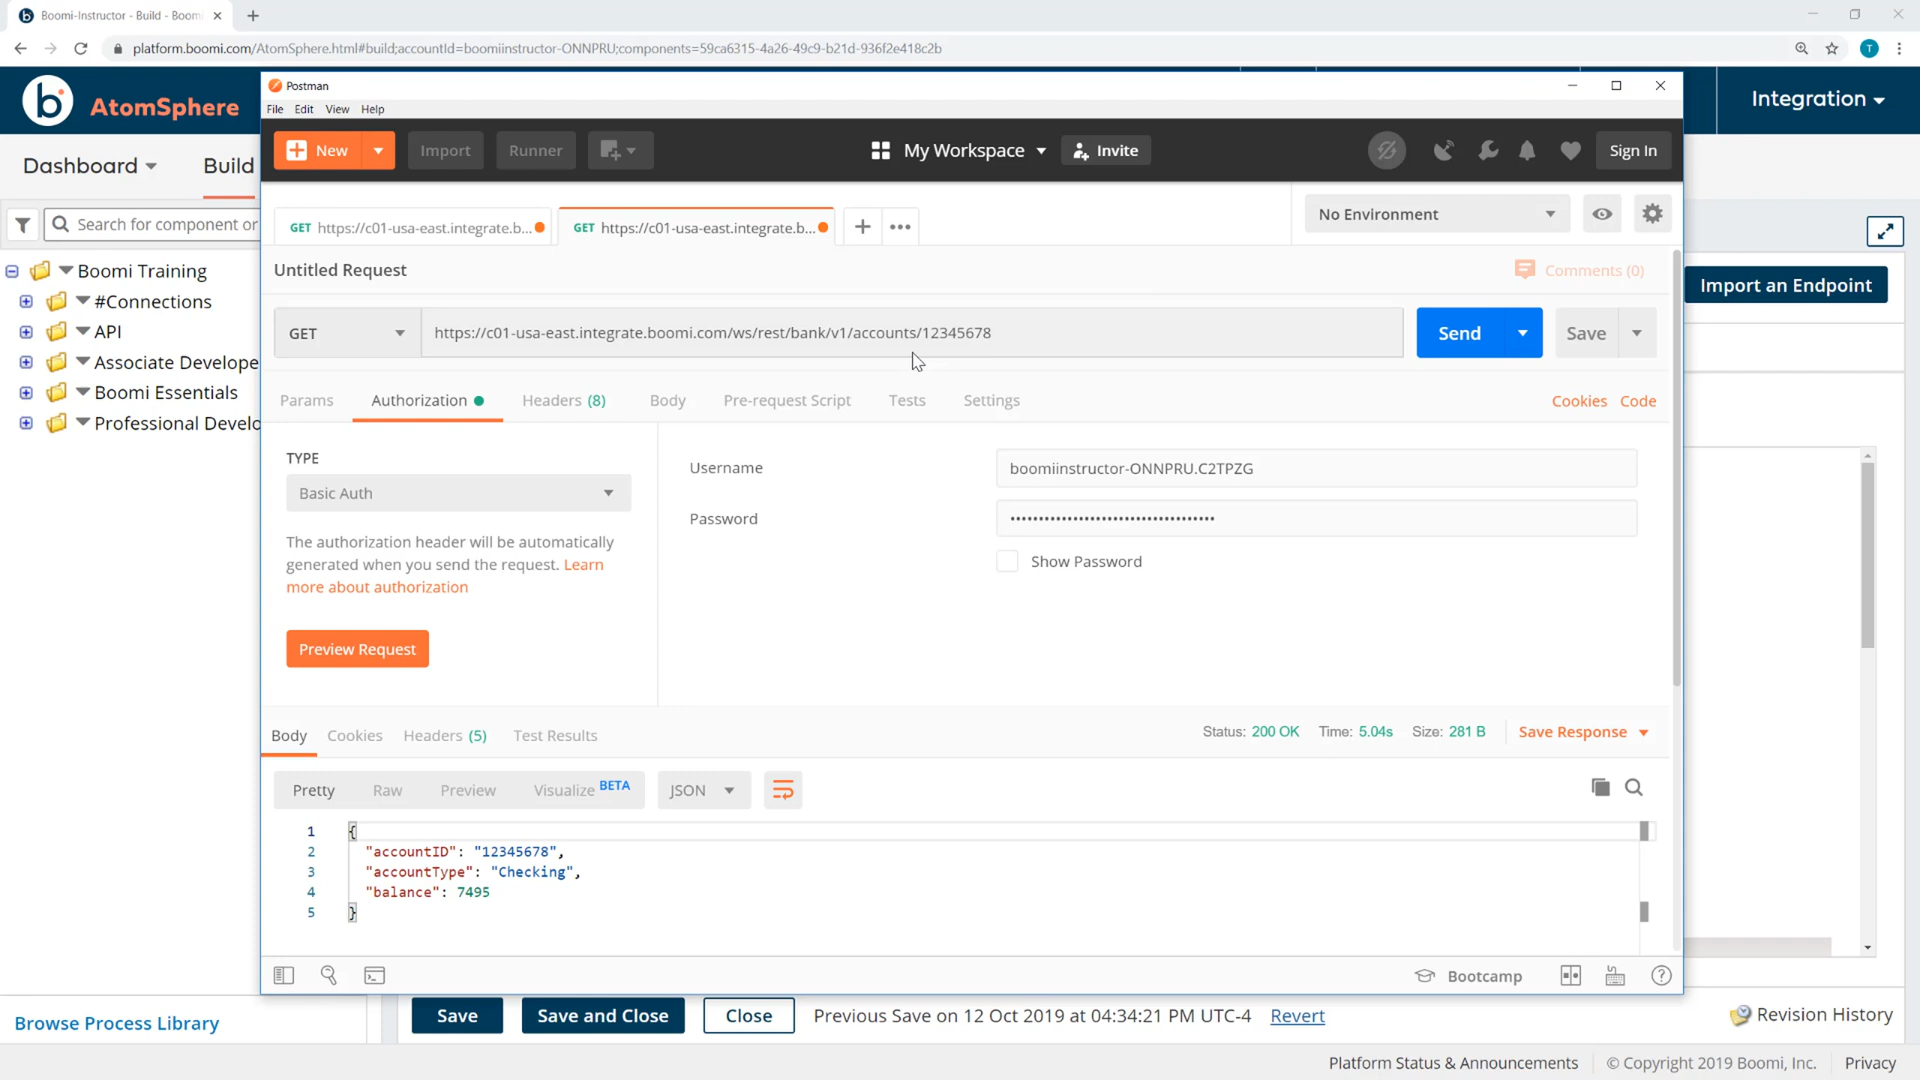 Boomi-Instructor - Build - Boom
platform.boomi.com/AtomSphere.html#build;accountId=boomiinstructor-ONNPRU;components=59ca6315-4a26-49c9-b21d-936f2e418c2b
T
b AtomSphere
Integration
Dashboard
Build
Search for component or
Boomi Training
#Connections
API
Associate Develope
Boomi Essentials
Professional Develo
Import an Endpoint
Postman
File Edit View Help
New
Import
Runner
My Workspace
Invite
Sign In
GET https://c01-usa-east.integrate.b...
GET https://c01-usa-east.integrate.b...
No Environment
Untitled Request
Comments (0)
GET
https://c01-usa-east.integrate.boomi.com/ws/rest/bank/v1/accounts/12345678
Send
Save
Params
Authorization
Headers (8)
Body
Pre-request Script
Tests
Settings
Cookies
Code
TYPE
Basic Auth
The authorization header will be automatically
generated when you send the request. Learn
more about authorization
Preview Request
Username
boomiinstructor-ONNPRU.C2TPZG
Password
••••••••••••••••••••••••••••••••••••
Show Password
Body
Cookies
Headers (5)
Test Results
Status: 200 OK
Time: 5.04s
Size: 281 B
Save Response
Pretty
Raw
Preview
Visualize BETA
JSON
1 {
2 "accountID": "12345678",
3 "accountType": "Checking",
4 "balance": 7495
5 }
Bootcamp
Browse Process Library
Save
Save and Close
Close
Previous Save on 12 Oct 2019 at 04:34:21 PM UTC-4
Revert
Revision History
Platform Status & Announcements
© Copyright 2019 Boomi, Inc.
Privacy